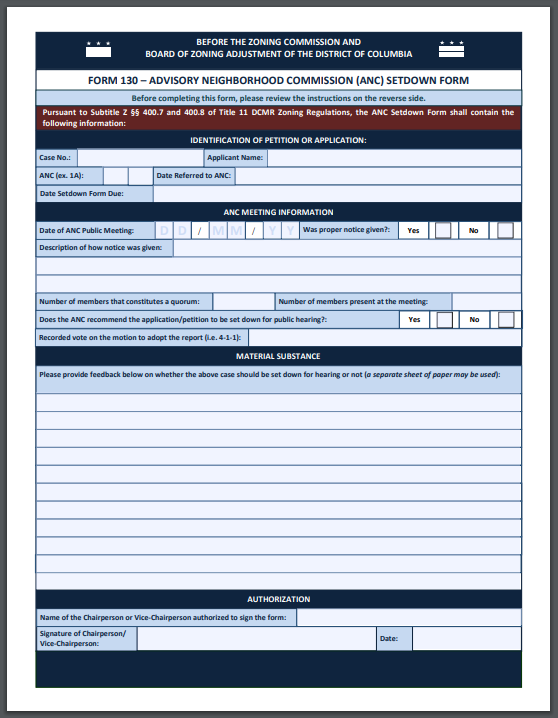 BEFORE THE ZONING COMMISSION AND
BOARD OF ZONING ADJUSTMENT OF THE DISTRICT OF COLUMBIA
FORM 130 – ADVISORY NEIGHBORHOOD COMMISSION (ANC) SETDOWN FORM
Before completing this form, please review the instructions on the reverse side.
Pursuant to Subtitle Z §§ 400.7 and 400.8 of Title 11 DCMR Zoning Regulations, the ANC Setdown Form shall contain the
following information:
IDENTIFICATION OF PETITION OR APPLICATION:
Case No.: Applicant Name:
ANC (ex. 1A): Date Referred to ANC:
Date Setdown Form Due:
ANC MEETING INFORMATION
Date of ANC Public Meeting: D D / M M / Y Y Was proper notice given?: Yes No
Description of how notice was given:
Number of members that constitutes a quorum: Number of members present at the meeting:
Does the ANC recommend the application/petition to be set down for public hearing?: Yes No
Recorded vote on the motion to adopt the report (i.e. 4-1-1):
MATERIAL SUBSTANCE
Please provide feedback below on whether the above case should be set down for hearing or not (a separate sheet of paper may be used):
AUTHORIZATION
Name of the Chairperson or Vice-Chairperson authorized to sign the form:
Signature of Chairperson/
Vice-Chairperson: Date: